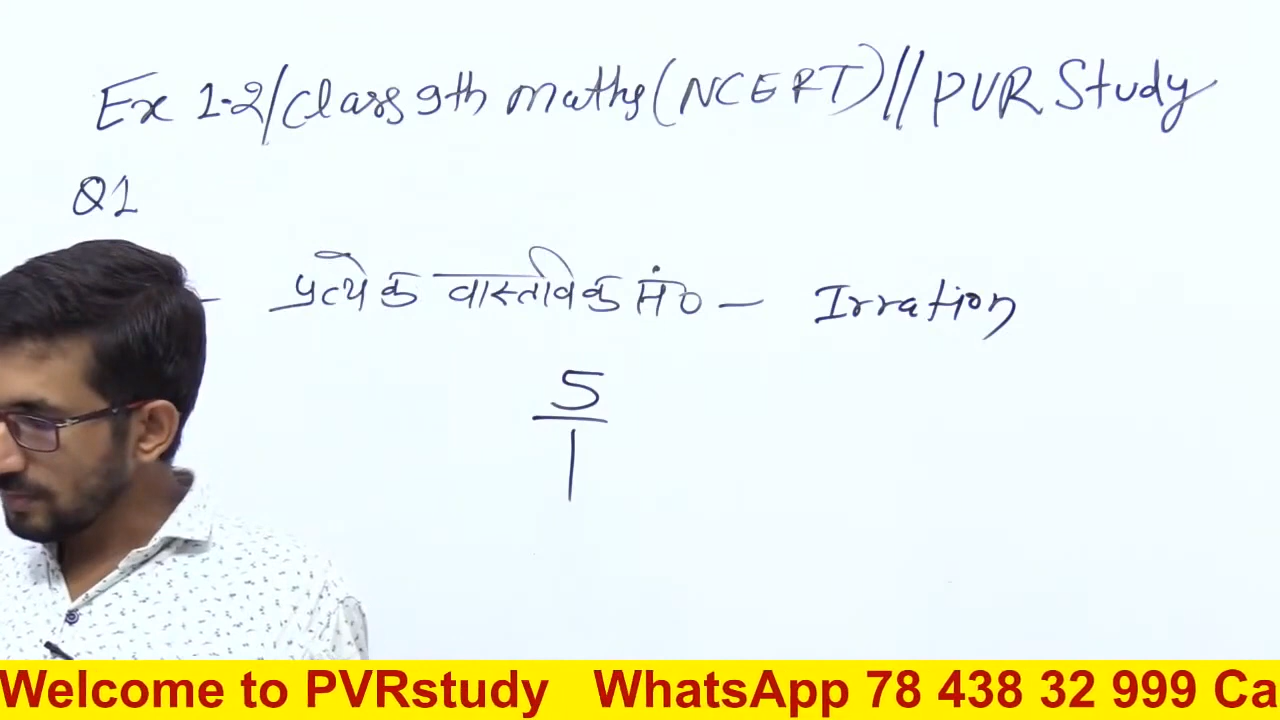 Ex 1.2/Class 9th maths (NCERT)//PVR Study
Q1
- प्रत्येक वास्तविक सं० - Irration
5
1
Welcome to PVRstudy WhatsApp 78 438 32 999 Ca